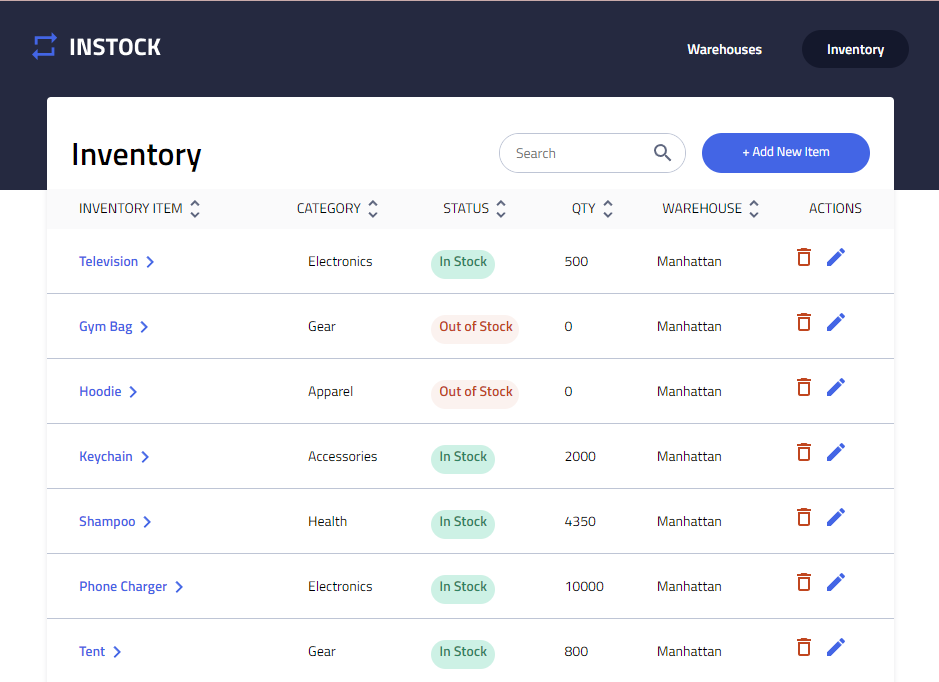 INSTOCK Warehouses Inventory
Inventory Search + Add New Item
INVENTORY ITEM CATEGORY STATUS QTY WAREHOUSE ACTIONS
Television Electronics In Stock 500 Manhattan
Gym Bag Gear Out of Stock 0 Manhattan
Hoodie Apparel Out of Stock 0 Manhattan
Keychain Accessories In Stock 2000 Manhattan
Shampoo Health In Stock 4350 Manhattan
Phone Charger Electronics In Stock 10000 Manhattan
Tent Gear In Stock 800 Manhattan